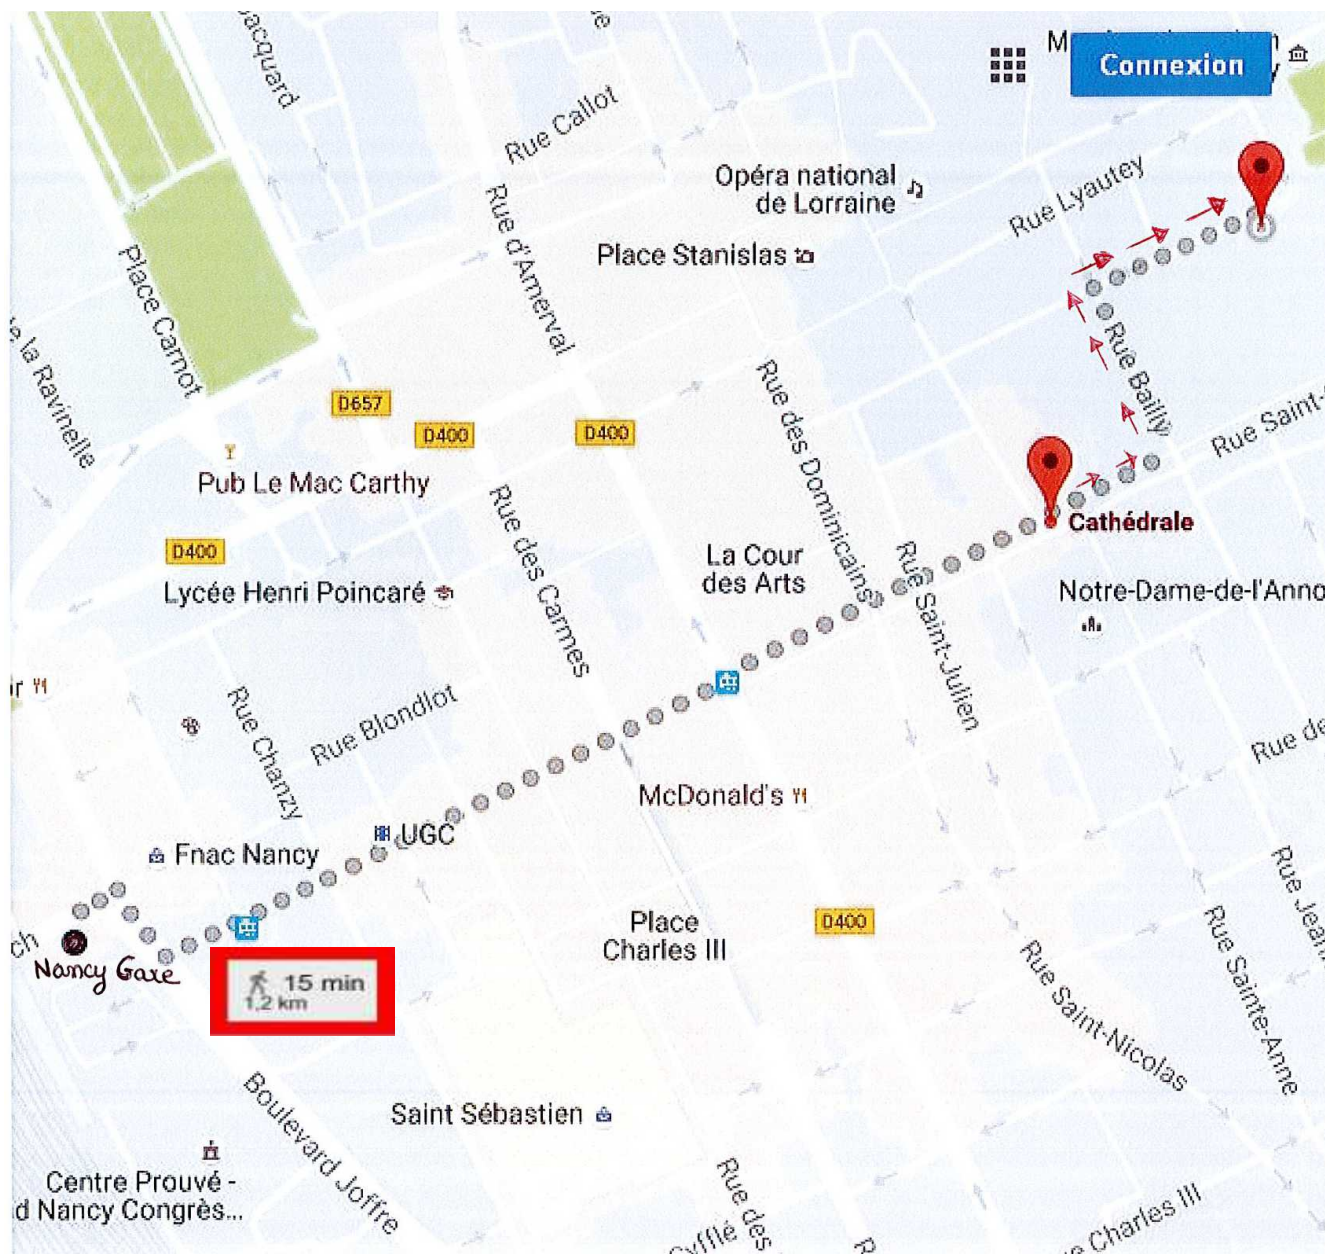 Connexion
Rue Callot
Opéra national
de Lorraine
Rue Lyautey
Place Stanislas
Rue d'Amerval
Place Carnot
Rue Bailly
D657
D400
D400
Rue des Dominicains
Pub Le Mac Carthy
Rue des Carmes
Cathédrale
D400
La Cour
des Arts
Lycée Henri Poincaré
Rue Saint-Julien
Rue Chanzy
Rue Blondlot
McDonald's
UGC
Fnac Nancy
Place
Charles III
D400
Nancy Gare
15 min
1,2 km
Rue Saint-Nicolas
Rue Sainte-Anne
Boulevard Joffre
Saint Sébastien
Centre Prouvé -
d Nancy Congrès...
Rue des
Charles III
Notre-Dame-de-l'Anno
Rue Saint-
Rue de
Rue Jean
de la Ravinelle